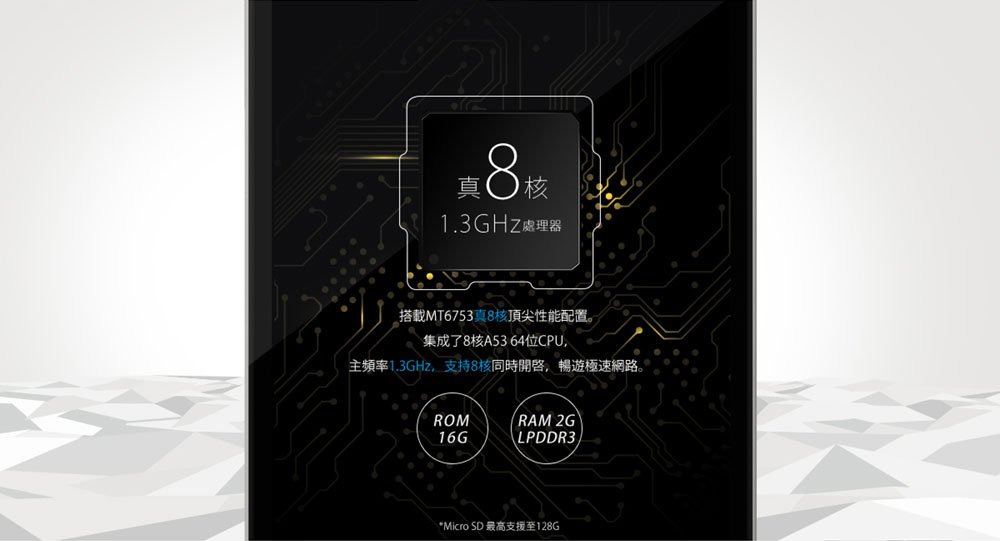 真8核
1.3GHz處理器
搭載MT6753真8核頂尖性能配置。
集成了8核A53 64位CPU，
主頻率1.3GHz，支持8核同時開啓，暢遊極速網路。
ROM
16G
RAM 2G
LPDDR3
*Micro SD 最高支援至128G